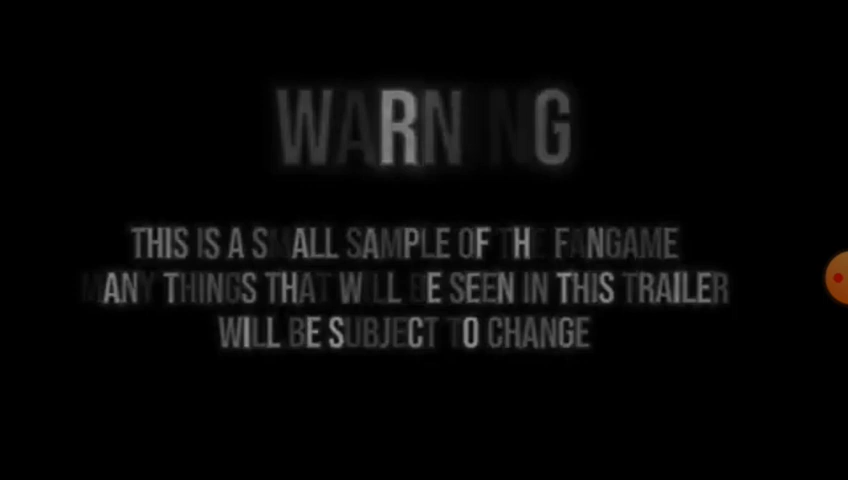 WARNING
THIS IS A SMALL SAMPLE OF THE FANGAME
MANY THINGS THAT WILL BE SEEN IN THIS TRAILER
WILL BE SUBJECT TO CHANGE